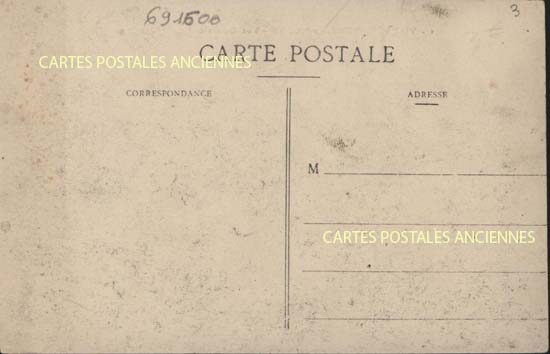 691500
3
CARTE POSTALE
CARTES POSTALES ANCIENNES
CORRESPONDANCE
ADRESSE
M
CARTES POSTALES ANCIENNES